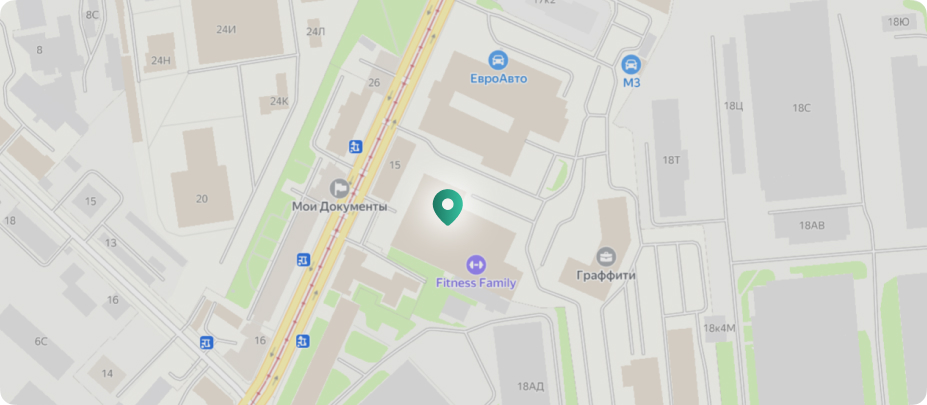 17к2
8С
24И
24Л
18Ю
8
24Н
ЕвроАвто
М3
26
24К
18Ц
18С
15
18Т
20
Мои Документы
15
18
18АВ
13
Граффити
Fitness Family
16
18к4М
6С
16
14
18АД